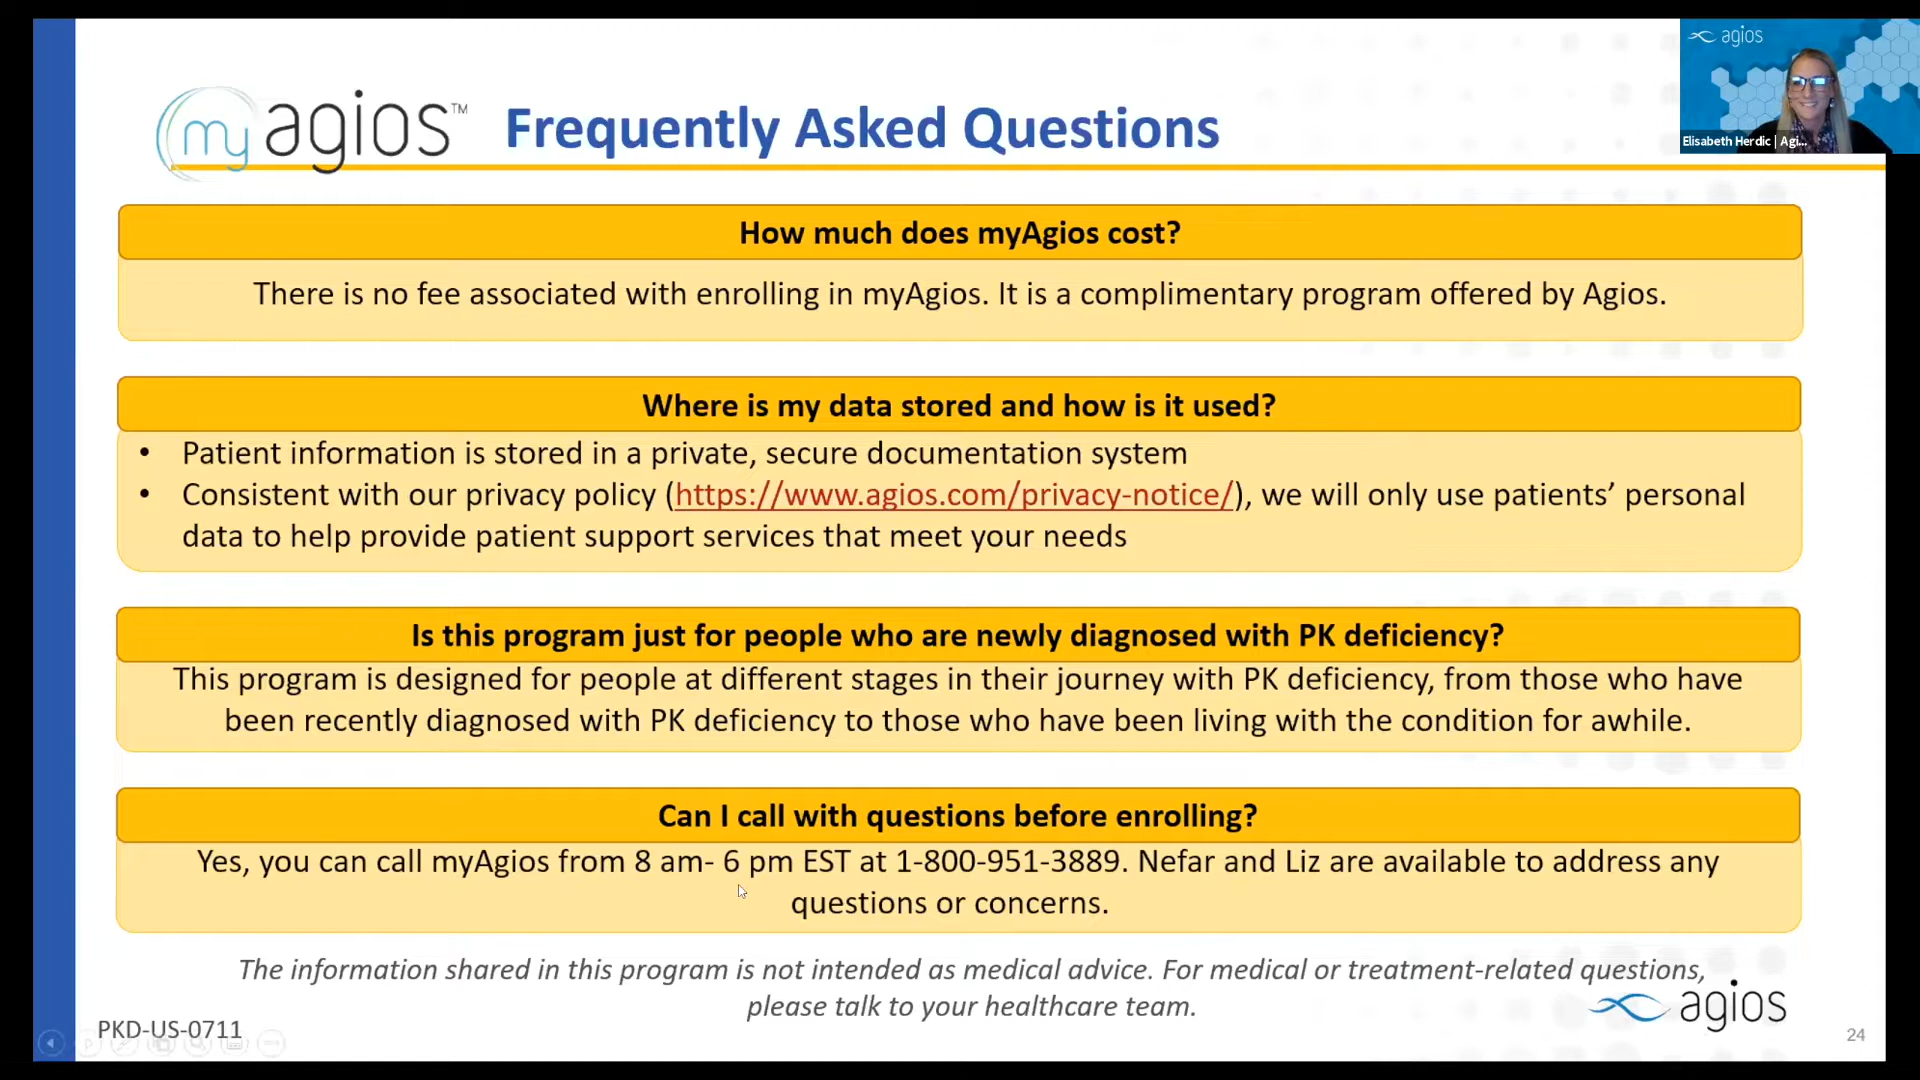 agios
Elisabeth Herdic | Agi...
my agios™ Frequently Asked Questions
How much does myAgios cost?
There is no fee associated with enrolling in myAgios. It is a complimentary program offered by Agios.
Where is my data stored and how is it used?
• Patient information is stored in a private, secure documentation system
• Consistent with our privacy policy (https://www.agios.com/privacy-notice/), we will only use patients’ personal
data to help provide patient support services that meet your needs
Is this program just for people who are newly diagnosed with PK deficiency?
This program is designed for people at different stages in their journey with PK deficiency, from those who have
been recently diagnosed with PK deficiency to those who have been living with the condition for awhile.
Can I call with questions before enrolling?
Yes, you can call myAgios from 8 am- 6 pm EST at 1-800-951-3889. Nefar and Liz are available to address any
questions or concerns.
The information shared in this program is not intended as medical advice. For medical or treatment-related questions,
please talk to your healthcare team.
agios
PKD-US-0711
24